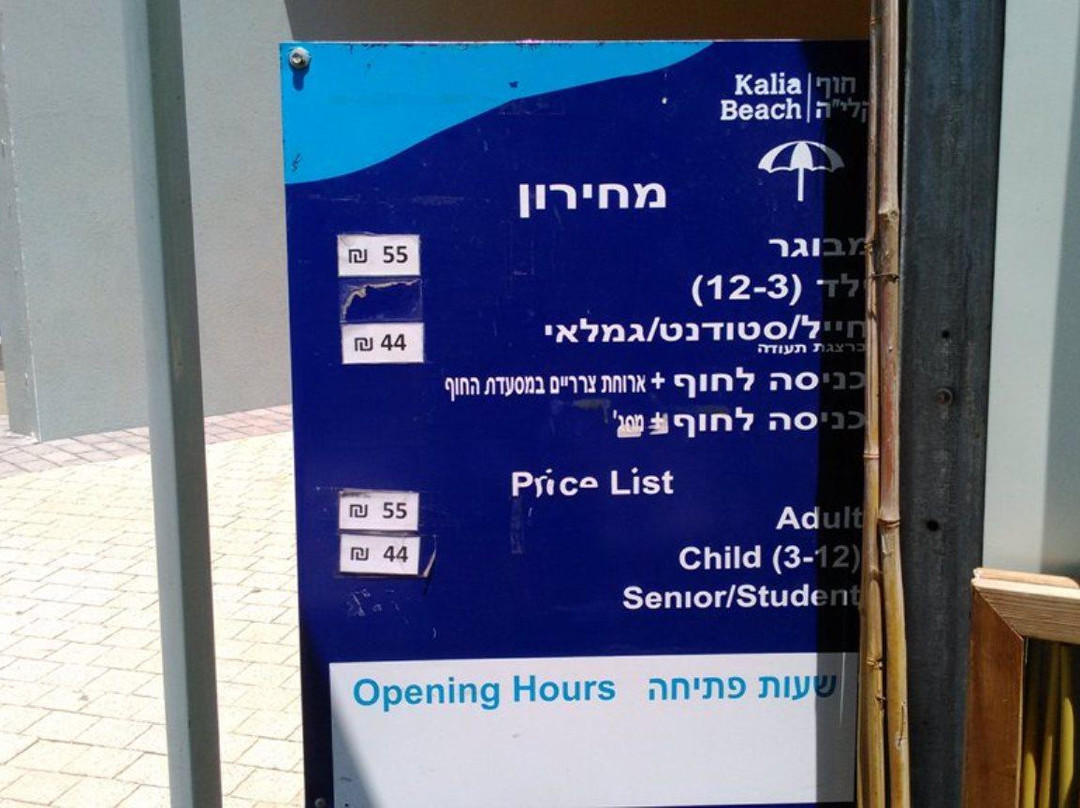 Kalia | חוף
Beach | קלי"ה
מחירון
מבוגר ₪ 55
ילד (12-3)
חייל/סטודנט/גמלאי ₪ 44
בהצגת תעודה
כניסה לחוף + ארוחת צהריים במסעדת החוף
כניסה לחוף +
Price List
₪ 55 Adult
₪ 44 Child (3-12)
Senior/Student
Opening Hours שעות פתיחה